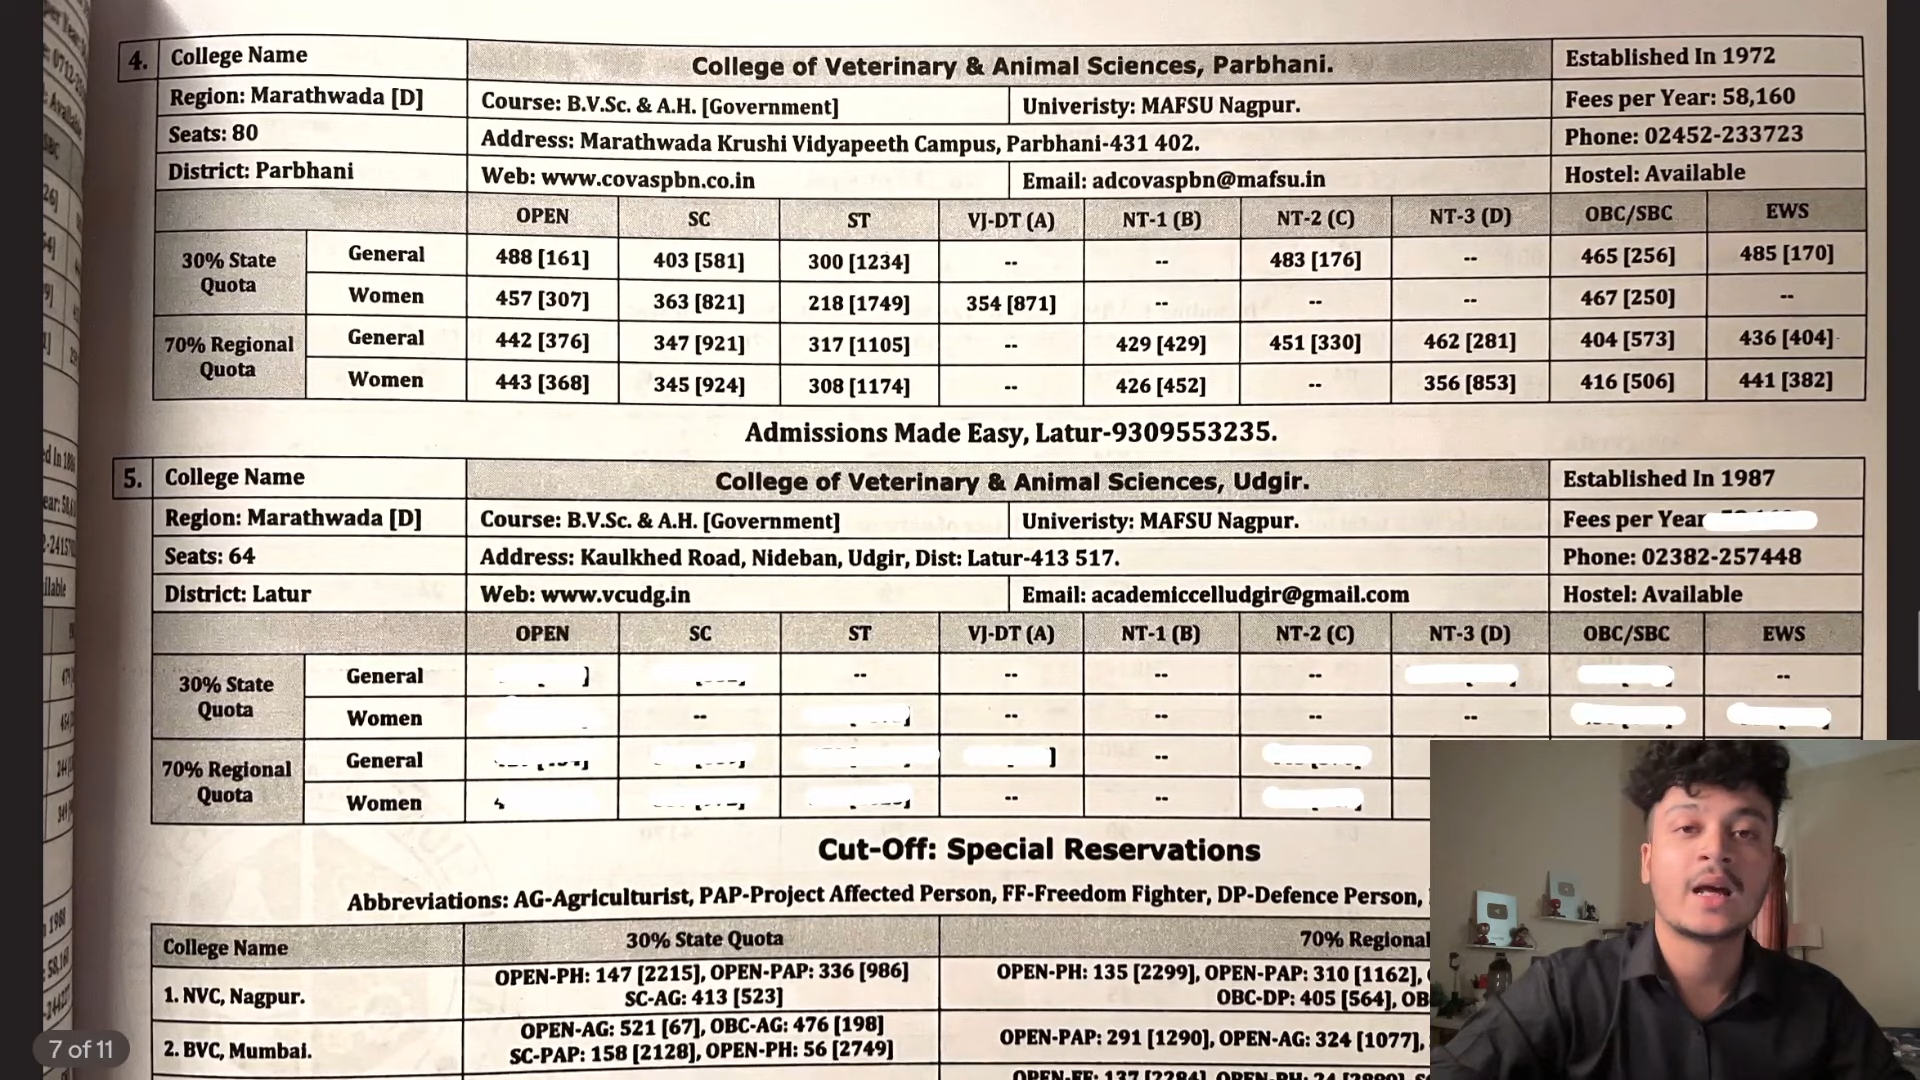 4. College Name College of Veterinary & Animal Sciences, Parbhani. Established In 1972
Region: Marathwada [D] Course: B.V.Sc. & A.H. [Government] Univeristy: MAFSU Nagpur. Fees per Year: 58,160
Seats: 80 Address: Marathwada Krushi Vidyapeeth Campus, Parbhani-431 402. Phone: 02452-233723
District: Parbhani Web: www.covaspbn.co.in Email: adcovaspbn@mafsu.in Hostel: Available
OPEN SC ST VJ-DT (A) NT-1 (B) NT-2 (C) NT-3 (D) OBC/SBC EWS
30% State Quota General 488 [161] 403 [581] 300 [1234] -- -- 483 [176] -- 465 [256] 485 [170]
Women 457 [307] 363 [821] 218 [1749] 354 [871] -- -- -- 467 [250] --
70% Regional Quota General 442 [376] 347 [921] 317 [1105] -- 429 [429] 451 [330] 462 [281] 404 [573] 436 [404]
Women 443 [368] 345 [924] 308 [1174] -- 426 [452] -- 356 [853] 416 [506] 441 [382]
Admissions Made Easy, Latur-9309553235.
5. College Name College of Veterinary & Animal Sciences, Udgir. Established In 1987
Region: Marathwada [D] Course: B.V.Sc. & A.H. [Government] Univeristy: MAFSU Nagpur. Fees per Year
Seats: 64 Address: Kaulkhed Road, Nideban, Udgir, Dist: Latur-413 517. Phone: 02382-257448
District: Latur Web: www.vcudg.in Email: academiccelludgir@gmail.com Hostel: Available
OPEN SC ST VJ-DT (A) NT-1 (B) NT-2 (C) NT-3 (D) OBC/SBC EWS
30% State Quota General -- -- -- -- --
Women -- -- -- -- --
70% Regional Quota General --
Women -- --
Cut-Off: Special Reservations
Abbreviations: AG-Agriculturist, PAP-Project Affected Person, FF-Freedom Fighter, DP-Defence Person,
College Name 30% State Quota 70% Regional
1. NVC, Nagpur. OPEN-PH: 147 [2215], OPEN-PAP: 336 [986] OPEN-PH: 135 [2299], OPEN-PAP: 310 [1162],
SC-AG: 413 [523] OBC-DP: 405 [564], OB
2. BVC, Mumbai. OPEN-AG: 521 [67], OBC-AG: 476 [198] OPEN-PAP: 291 [1290], OPEN-AG: 324 [1077],
SC-PAP: 158 [2128], OPEN-PH: 56 [2749]
7 of 11